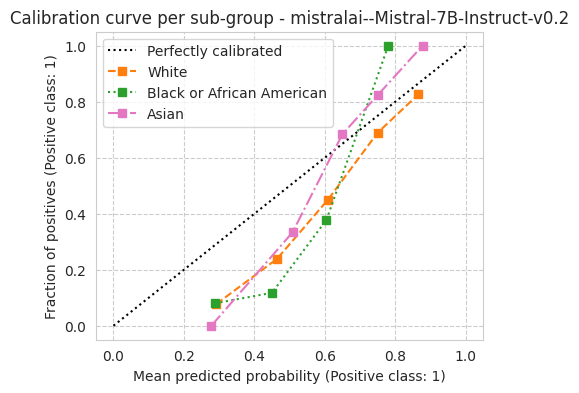 Calibration curve per sub-group - mistralai--Mistral-7B-Instruct-v0.2
Perfectly calibrated
White
Black or African American
Asian
Fraction of positives (Positive class: 1)
1.0
0.8
0.6
0.4
0.2
0.0
0.0 0.2 0.4 0.6 0.8 1.0
Mean predicted probability (Positive class: 1)